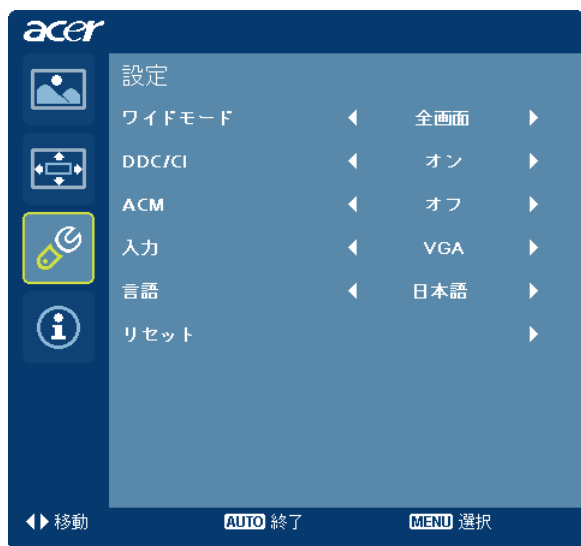 acer
設定
ワイドモード 全画面
DDC/CI オン
ACM オフ
入力 VGA
言語 日本語
リセット
移動 AUTO 終了 MENU 選択